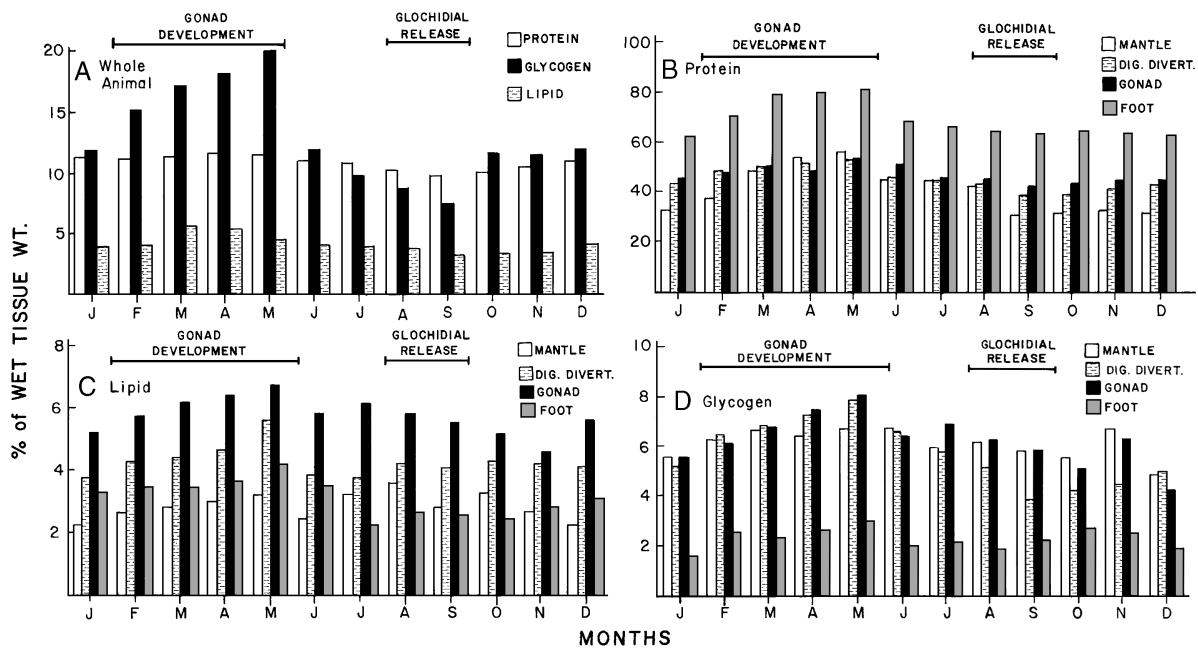 GONAD
DEVELOPMENT
GLOCHIDIAL
RELEASE
20
15
10
5
A Whole
Animal
PROTEIN
GLYCOGEN
LIPID
J F M A M J J A S O N D
GONAD
DEVELOPMENT
GLOCHIDIAL
RELEASE
100
80
60
40
20
B Protein
MANTLE
DIG. DIVERT.
GONAD
FOOT
J F M A M J J A S O N D
% of WET TISSUE WT.
GONAD
DEVELOPMENT
GLOCHIDIAL
RELEASE
8
6
4
2
C Lipid
MANTLE
DIG. DIVERT.
GONAD
FOOT
J F M A M J J A S O N D
GONAD
DEVELOPMENT
GLOCHIDIAL
RELEASE
10
8
6
4
2
D Glycogen
MANTLE
DIG. DIVERT.
GONAD
FOOT
J F M A M J J A S O N D
MONTHS